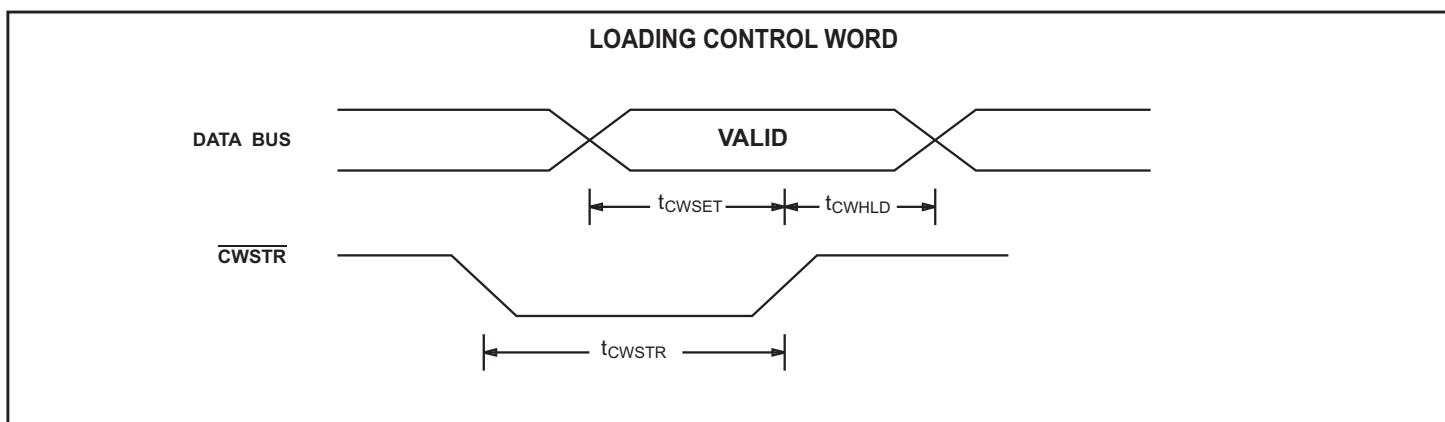 LOADING CONTROL WORD
DATA BUS
VALID
tCWSET
tCWHLD
CWSTR
tCWSTR